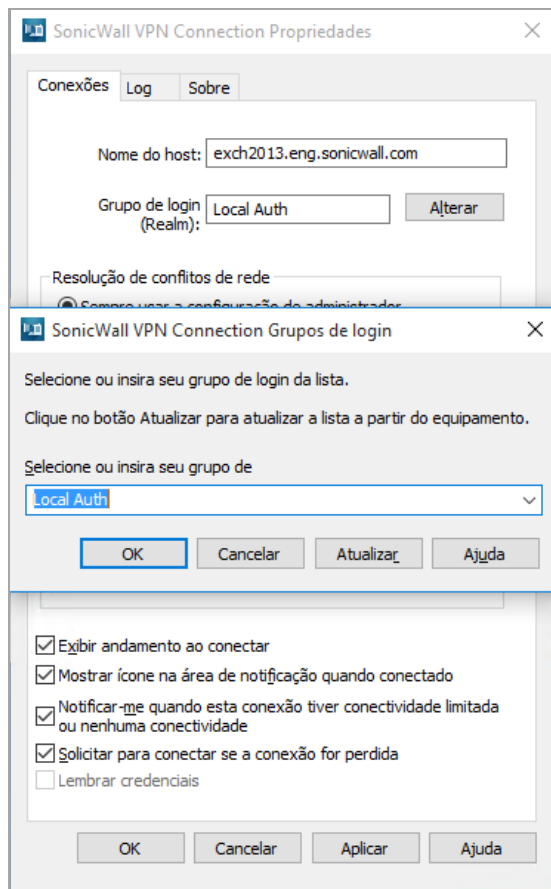 SonicWall VPN Connection Propriedades
Conexões Log Sobre
Nome do host: exch2013.eng.sonicwall.com
Grupo de login Local Auth Alterar
(Realm):
Resolução de conflitos de rede
Sempre usar a configuração do administrador
SonicWall VPN Connection Grupos de login
Selecione ou insira seu grupo de login da lista.
Clique no botão Atualizar para atualizar a lista a partir do equipamento.
Selecione ou insira seu grupo de
Local Auth
OK Cancelar Atualizar Ajuda
Exibir andamento ao conectar
Mostrar ícone na área de notificação quando conectado
Notificar-me quando esta conexão tiver conectividade limitada
ou nenhuma conectividade
Solicitar para conectar se a conexão for perdida
Lembrar credenciais
OK Cancelar Aplicar Ajuda